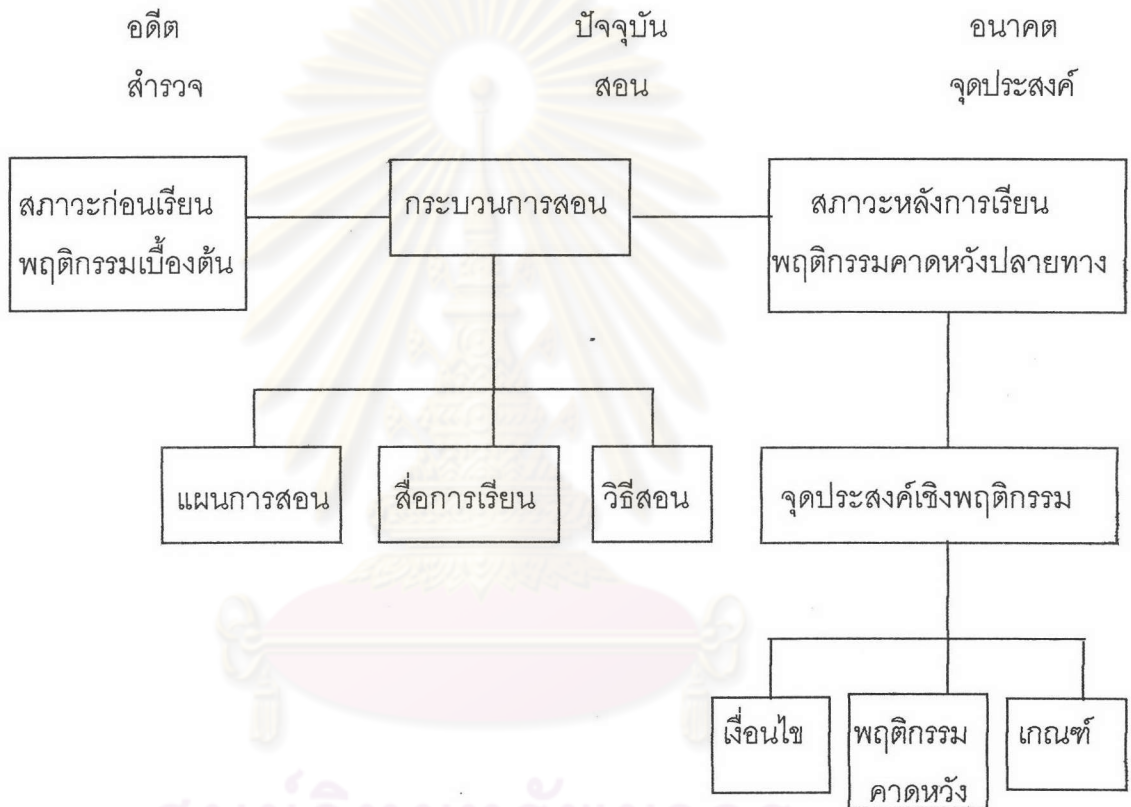 อดีต ปัจจุบัน อนาคต
สำรวจ สอน จุดประสงค์
สภาวะก่อนเรียน กระบวนการสอน สภาวะหลังการเรียน
พฤติกรรมเบื้องต้น พฤติกรรมคาดหวังปลายทาง
แผนการสอน สื่อการเรียน วิธีสอน จุดประสงค์เชิงพฤติกรรม
เงื่อนไข พฤติกรรม เกณฑ์
คาดหวัง